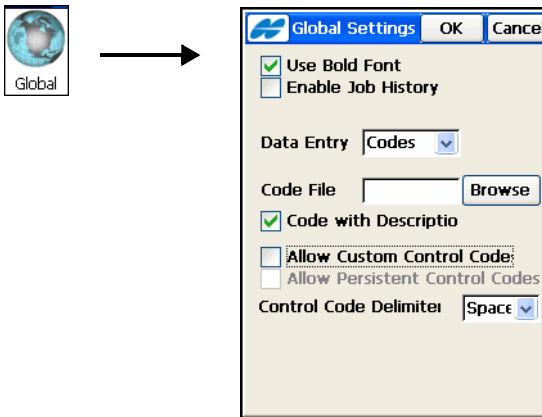 Global
Global Settings OK Cance
Use Bold Font
Enable Job History
Data Entry Codes
Code File Browse
Code with Descriptio
Allow Custom Control Code
Allow Persistent Control Codes
Control Code Delimite Space